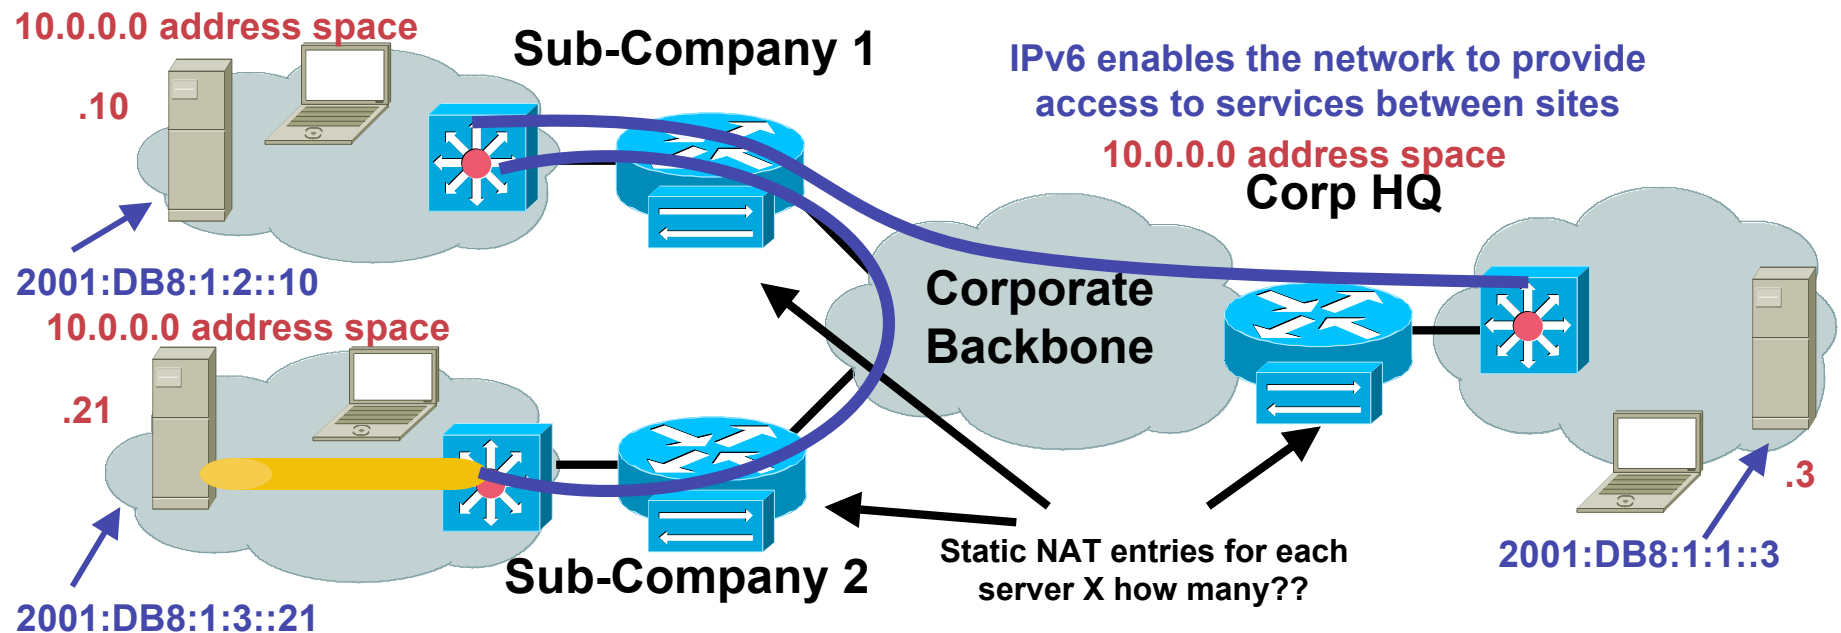 10.0.0.0 address space
Sub-Company 1
.10
2001:DB8:1:2::10
IPv6 enables the network to provide
access to services between sites
10.0.0.0 address space
Corp HQ
Corporate
Backbone
10.0.0.0 address space
.21
Sub-Company 2
2001:DB8:1:3::21
Static NAT entries for each
server X how many??
.3
2001:DB8:1:1::3